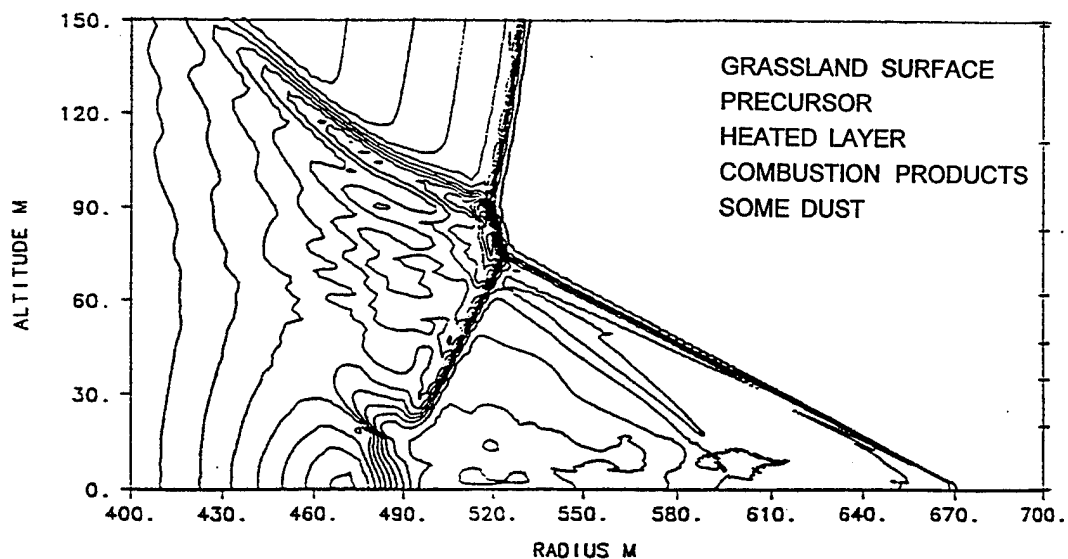 150.
120.
90.
60.
30.
0.
ALTITUDE M
GRASSLAND SURFACE
PRECURSOR
HEATED LAYER
COMBUSTION PRODUCTS
SOME DUST
400. 430. 460. 490. 520. 550. 580. 610. 640. 670. 700.
RADIUS M